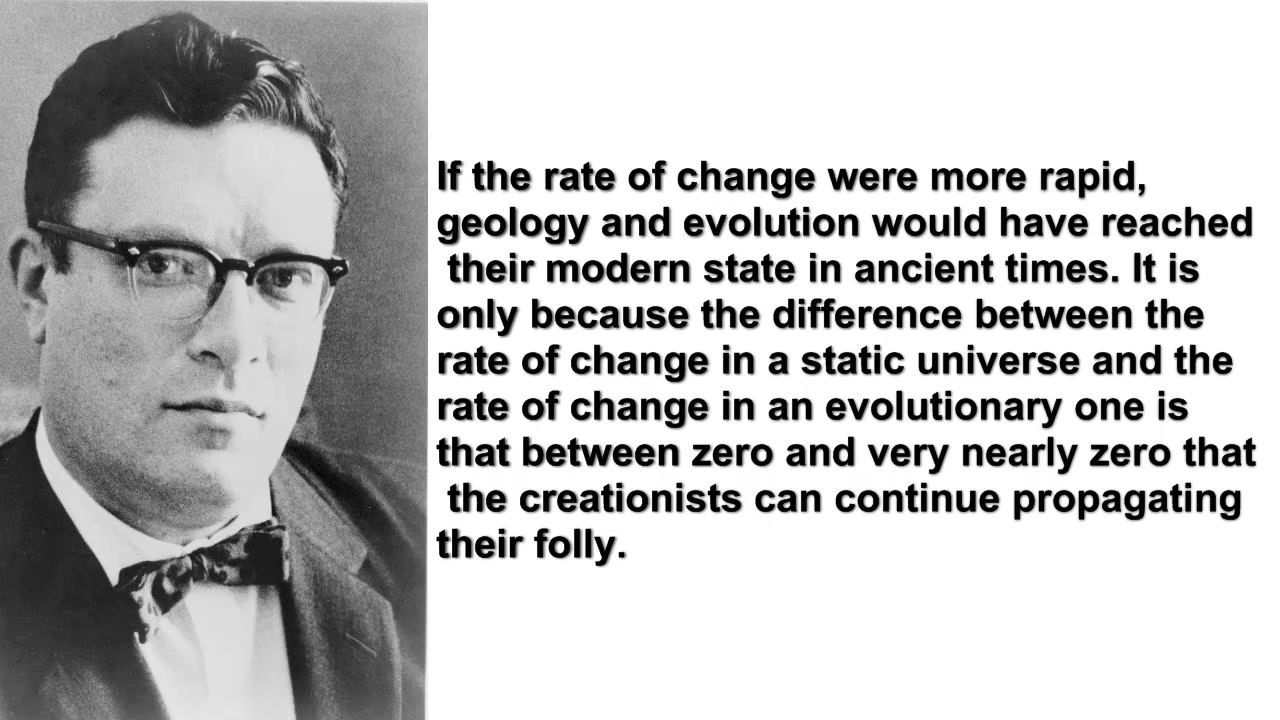 If the rate of change were more rapid,
geology and evolution would have reached
their modern state in ancient times. It is
only because the difference between the
rate of change in a static universe and the
rate of change in an evolutionary one is
that between zero and very nearly zero that
the creationists can continue propagating
their folly.